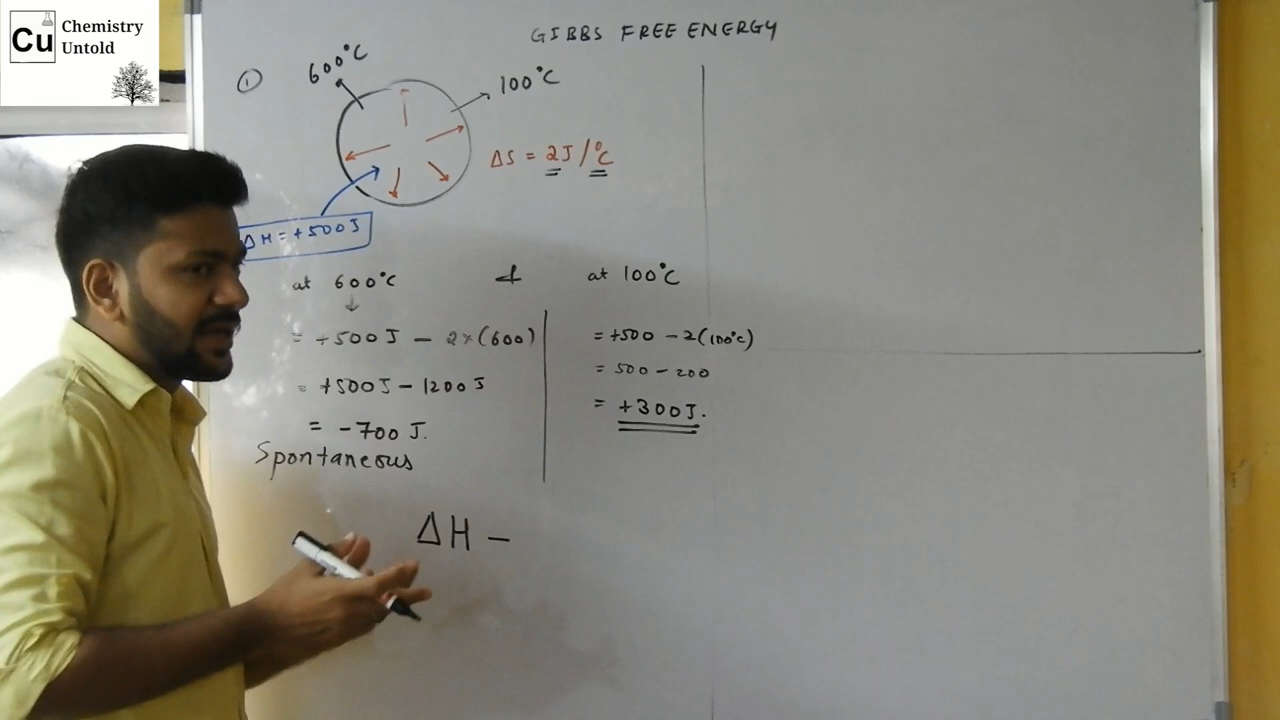 Cu
Chemistry
Untold
GIBBS FREE ENERGY
①
600°C
100°C
ΔS = 2J/°C
ΔH = +500J
at 600°C & at 100°C
= +500J - 2×(600)
= +500J - 1200J
= -700 J.
Spontaneous
= +500 - 2(100°C)
= 500 - 200
= +300J.
ΔH -